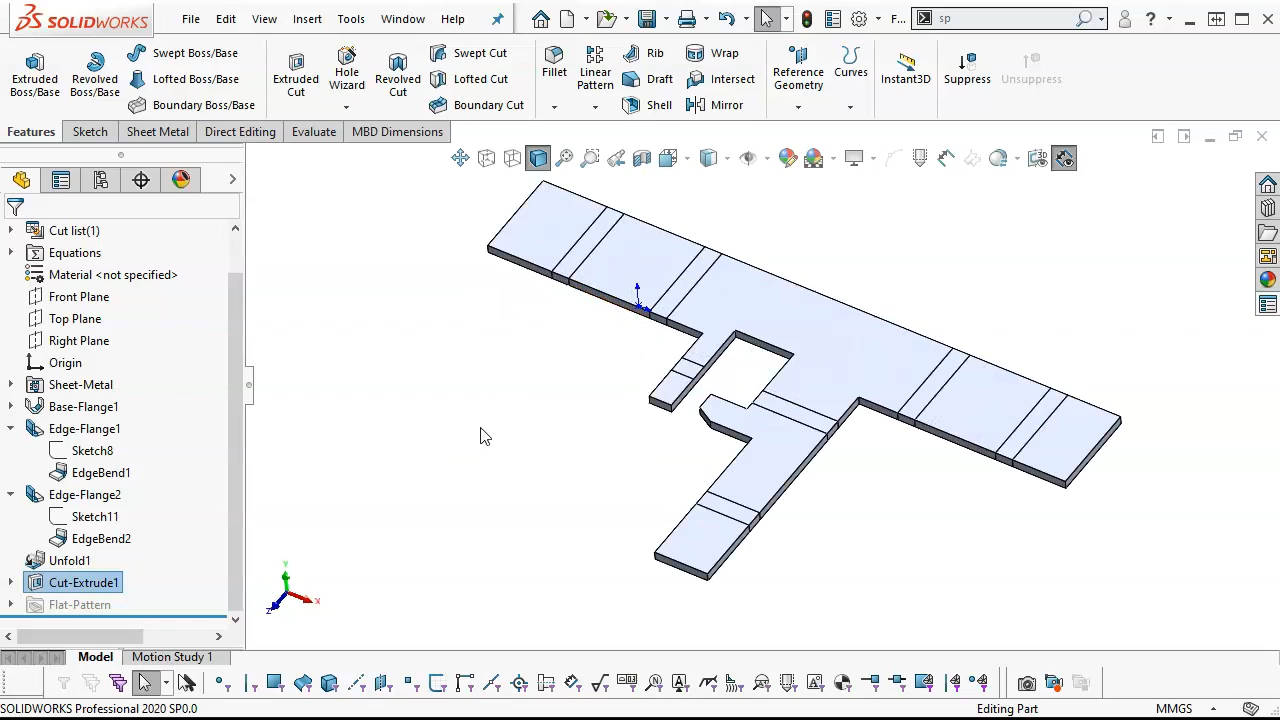 DS SOLIDWORKS File Edit View Insert Tools Window Help F... sp
Extruded Boss/Base Revolved Boss/Base Swept Boss/Base Lofted Boss/Base Boundary Boss/Base
Extruded Cut Hole Wizard Revolved Cut Swept Cut Lofted Cut Boundary Cut
Fillet Linear Pattern Rib Draft Shell Wrap Intersect Mirror
Reference Geometry Curves Instant3D Suppress Unsuppress
Features Sketch Sheet Metal Direct Editing Evaluate MBD Dimensions
Cut list(1)
Equations
Material <not specified>
Front Plane
Top Plane
Right Plane
Origin
Sheet-Metal
Base-Flange1
Edge-Flange1
Sketch8
EdgeBend1
Edge-Flange2
Sketch11
EdgeBend2
Unfold1
Cut-Extrude1
Flat-Pattern
Y
X
Z
Model Motion Study 1
SOLIDWORKS Professional 2020 SP0.0 Editing Part MMGS